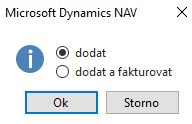 Microsoft Dynamics NAV
dodat
dodat a fakturovat
Ok Storno